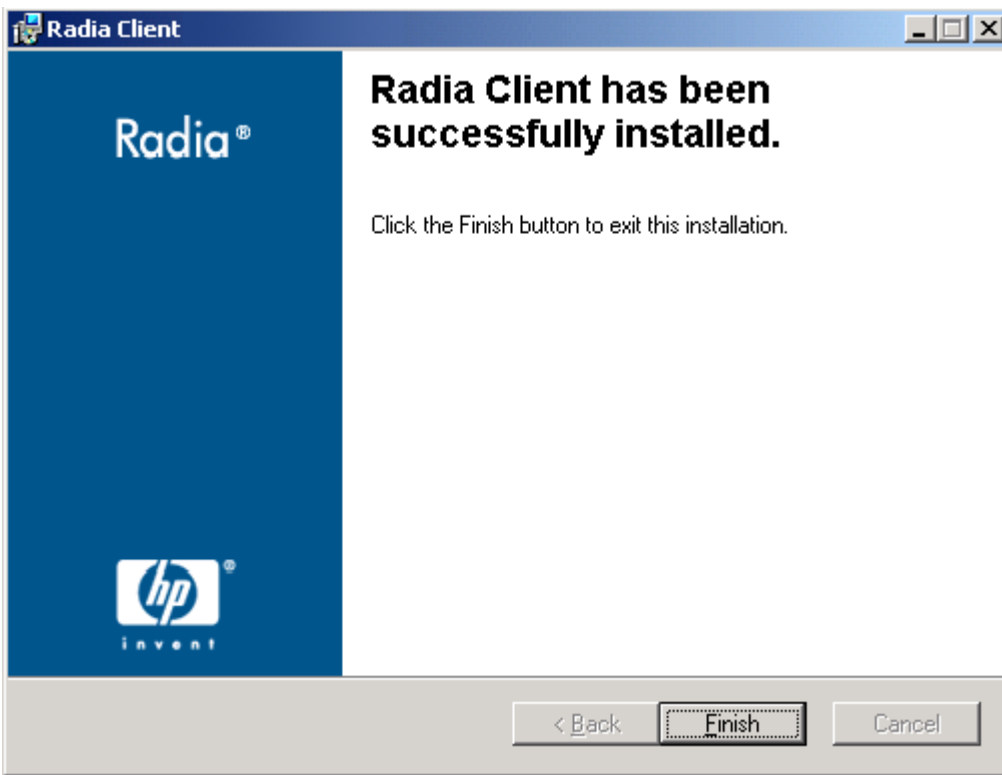 Radia Client
Radia®
Radia Client has been
successfully installed.
Click the Finish button to exit this installation.
hp®
invent
< Back
Finish
Cancel